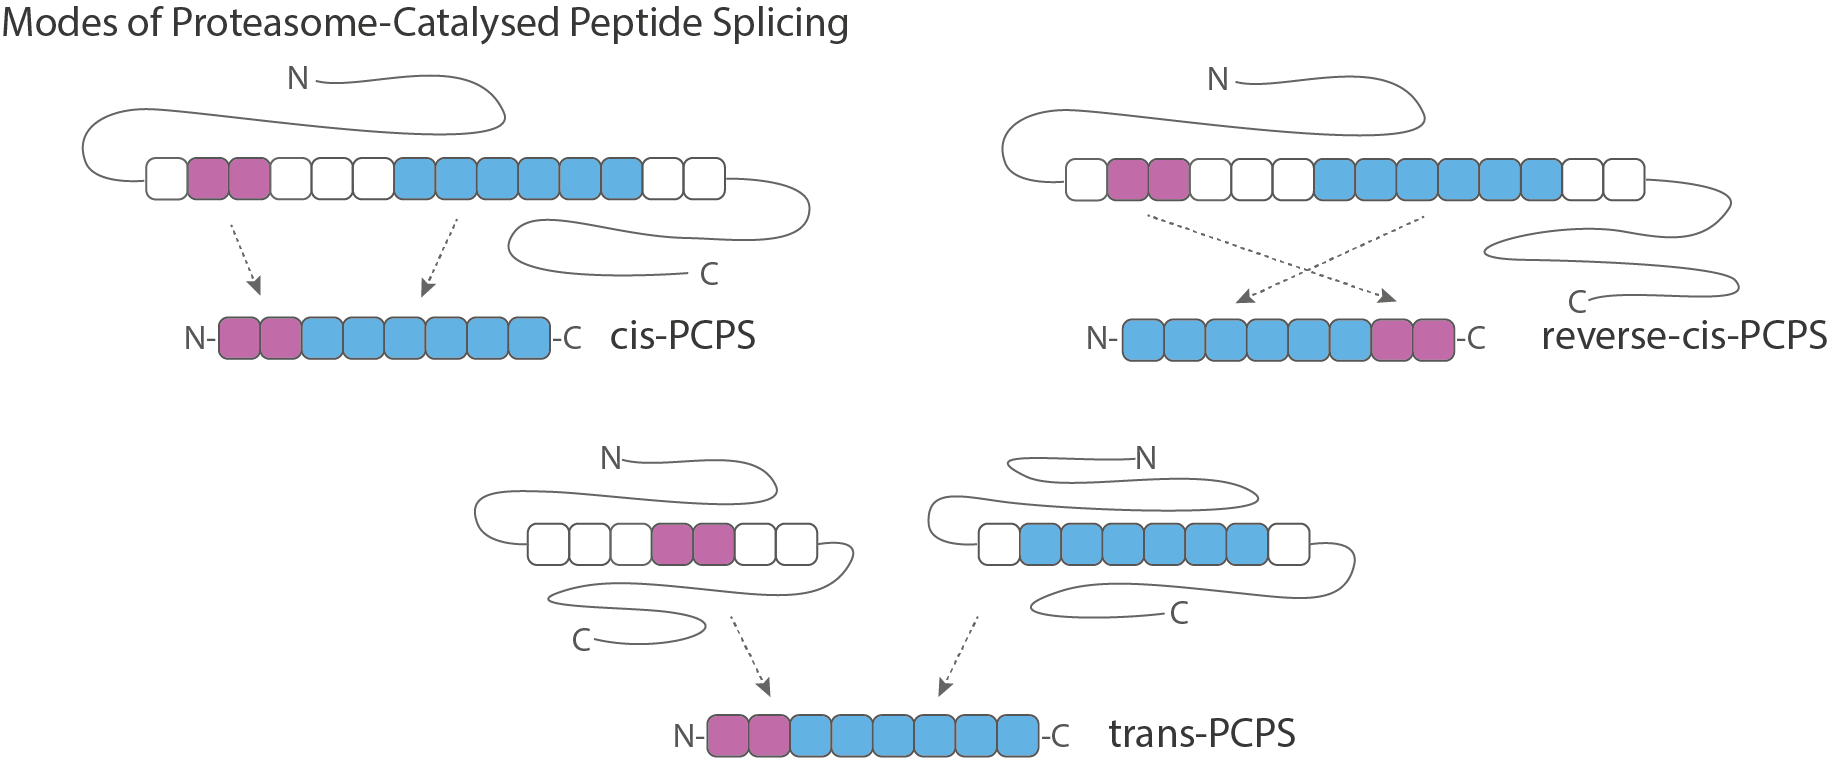 Modes of Proteasome-Catalysed Peptide Splicing
N
N
C
C
N- -C cis-PCPS
N- -C reverse-cis-PCPS
N
N
C
C
N- -C trans-PCPS